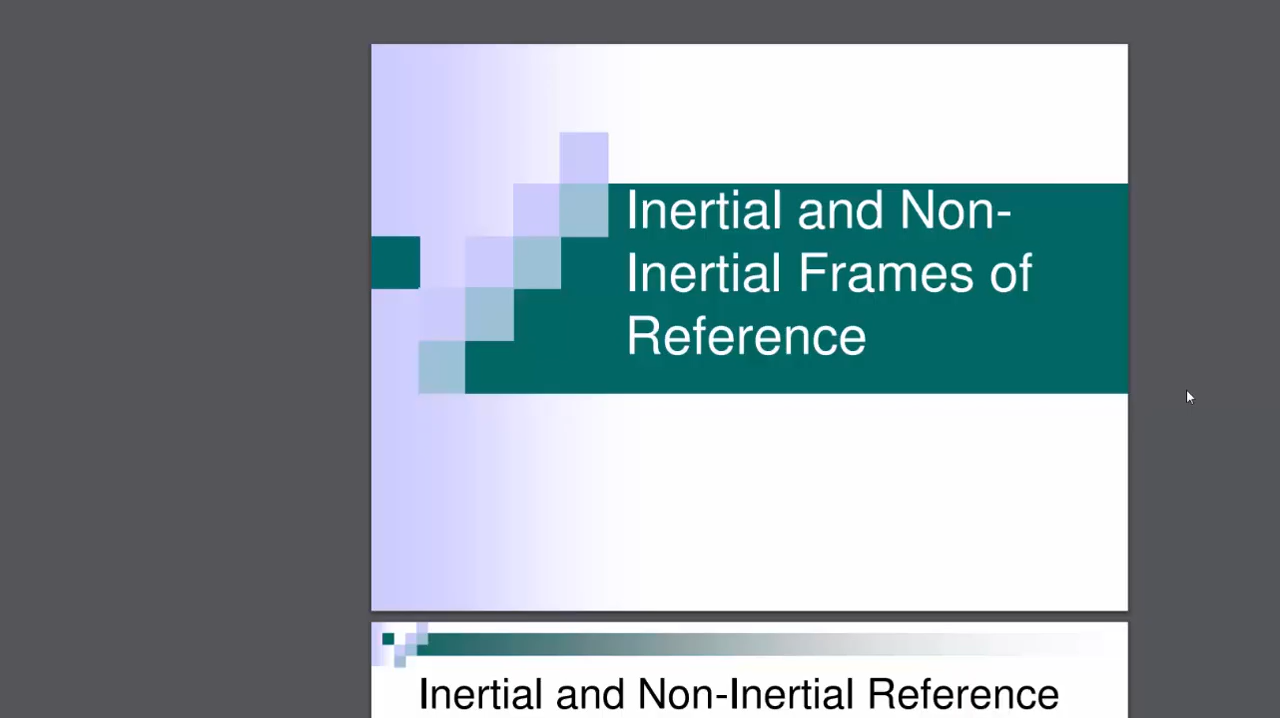 Inertial and Non-
Inertial Frames of
Reference
Inertial and Non-Inertial Reference